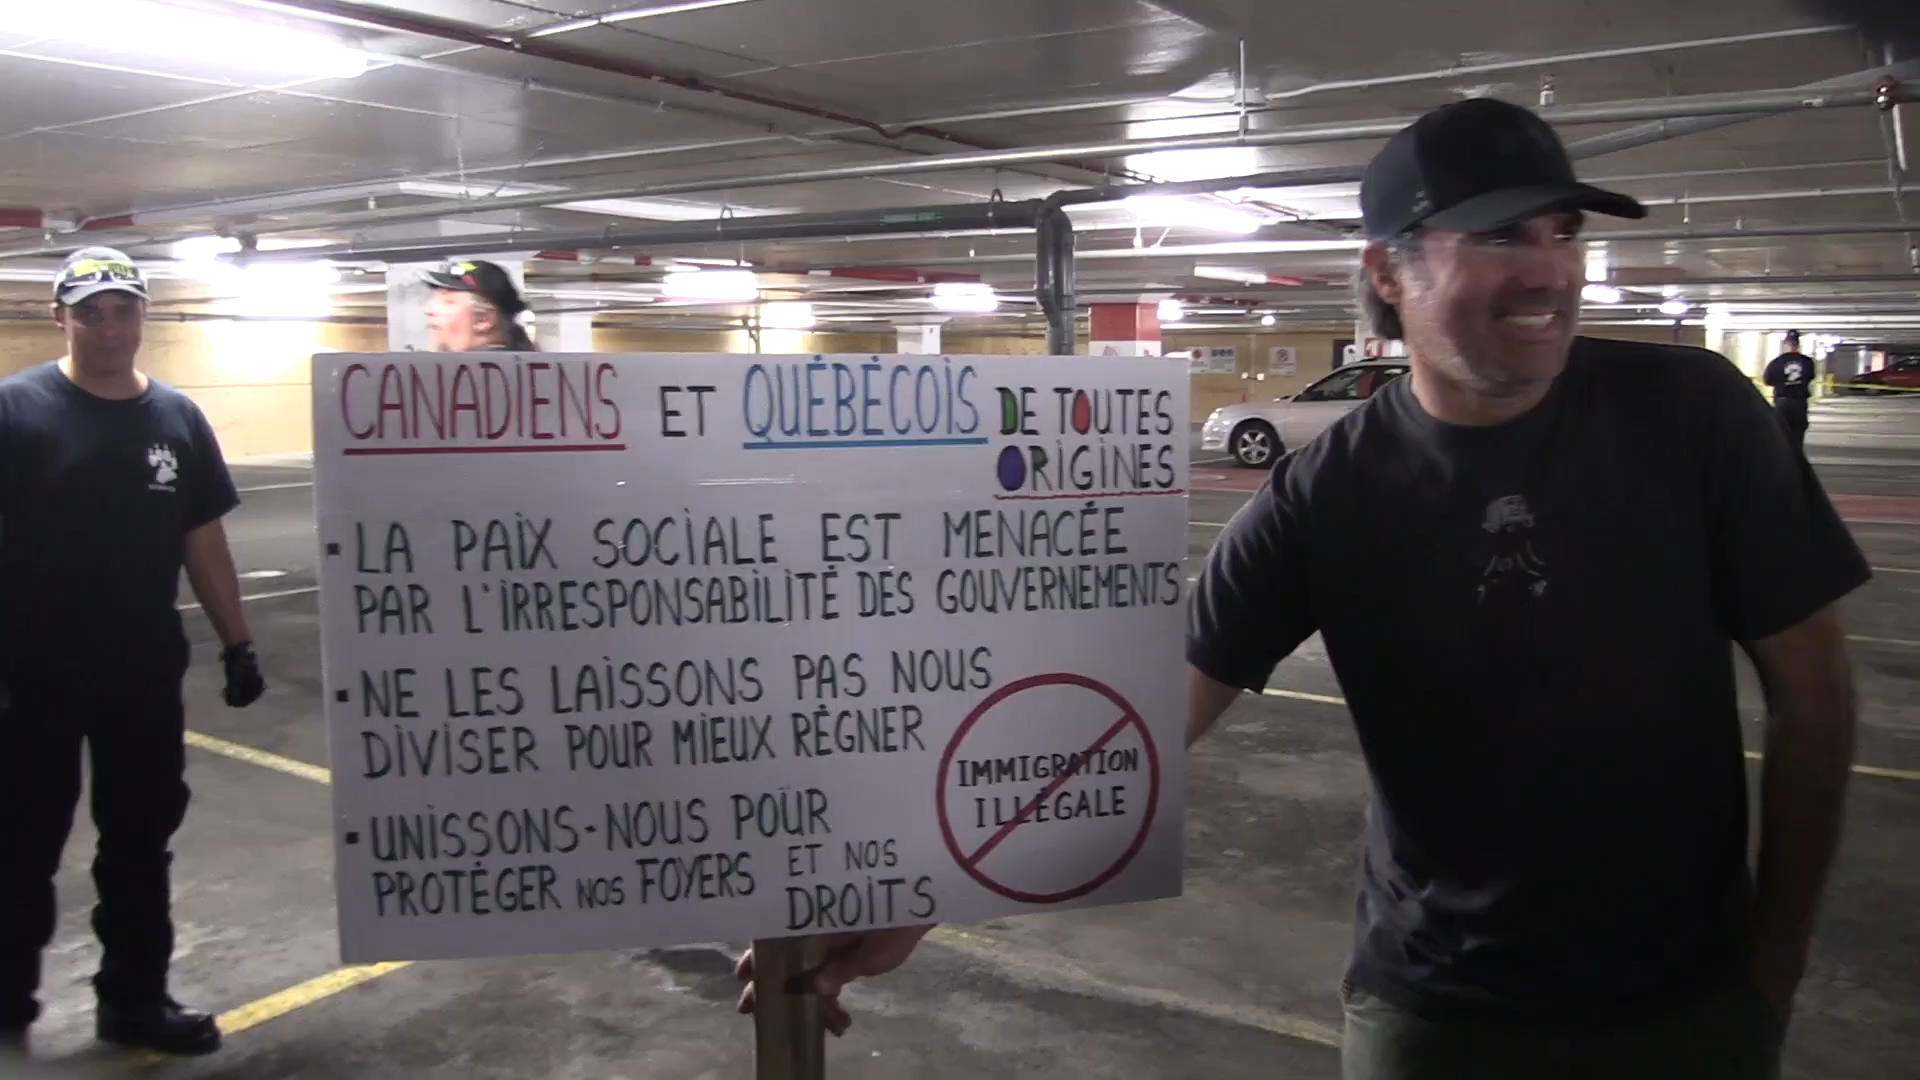 CANADIENS ET QUÉBÉCOIS DE TOUTES
ORIGINES
▪ LA PAIX SOCIALE EST MENACÉE
PAR L'IRRESPONSABILITÉ DES GOUVERNEMENTS
▪ NE LES LAISSONS PAS NOUS
DIVISER POUR MIEUX RÉGNER
▪ UNISSONS-NOUS POUR
PROTÉGER NOS FOYERS ET NOS
DROITS
IMMIGRATION
ILLÉGALE